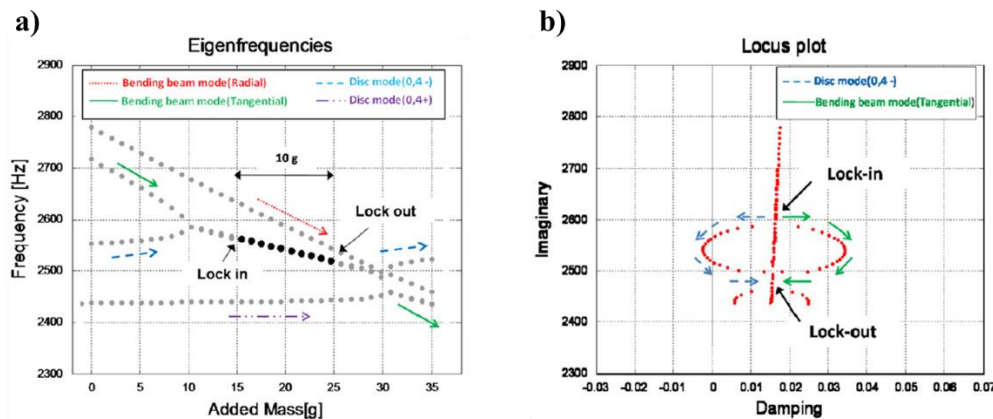 a)
Eigenfrequencies
Bending beam mode(Radial)
Disc mode(0,4 -)
Bending beam mode(Tangential)
Disc mode(0,4+)
10 g
Lock out
Lock in
Frequency [Hz]
2900
2800
2700
2600
2500
2400
2300
0 5 10 15 20 25 30 35
Added Mass[g]
b)
Locus plot
Disc mode(0,4 -)
Bending beam mode(Tangential)
Lock-in
Lock-out
Imaginary
2900
2800
2700
2600
2500
2400
2300
-0.03 -0.02 -0.01 0 0.01 0.02 0.03 0.04 0.05 0.06 0.07
Damping